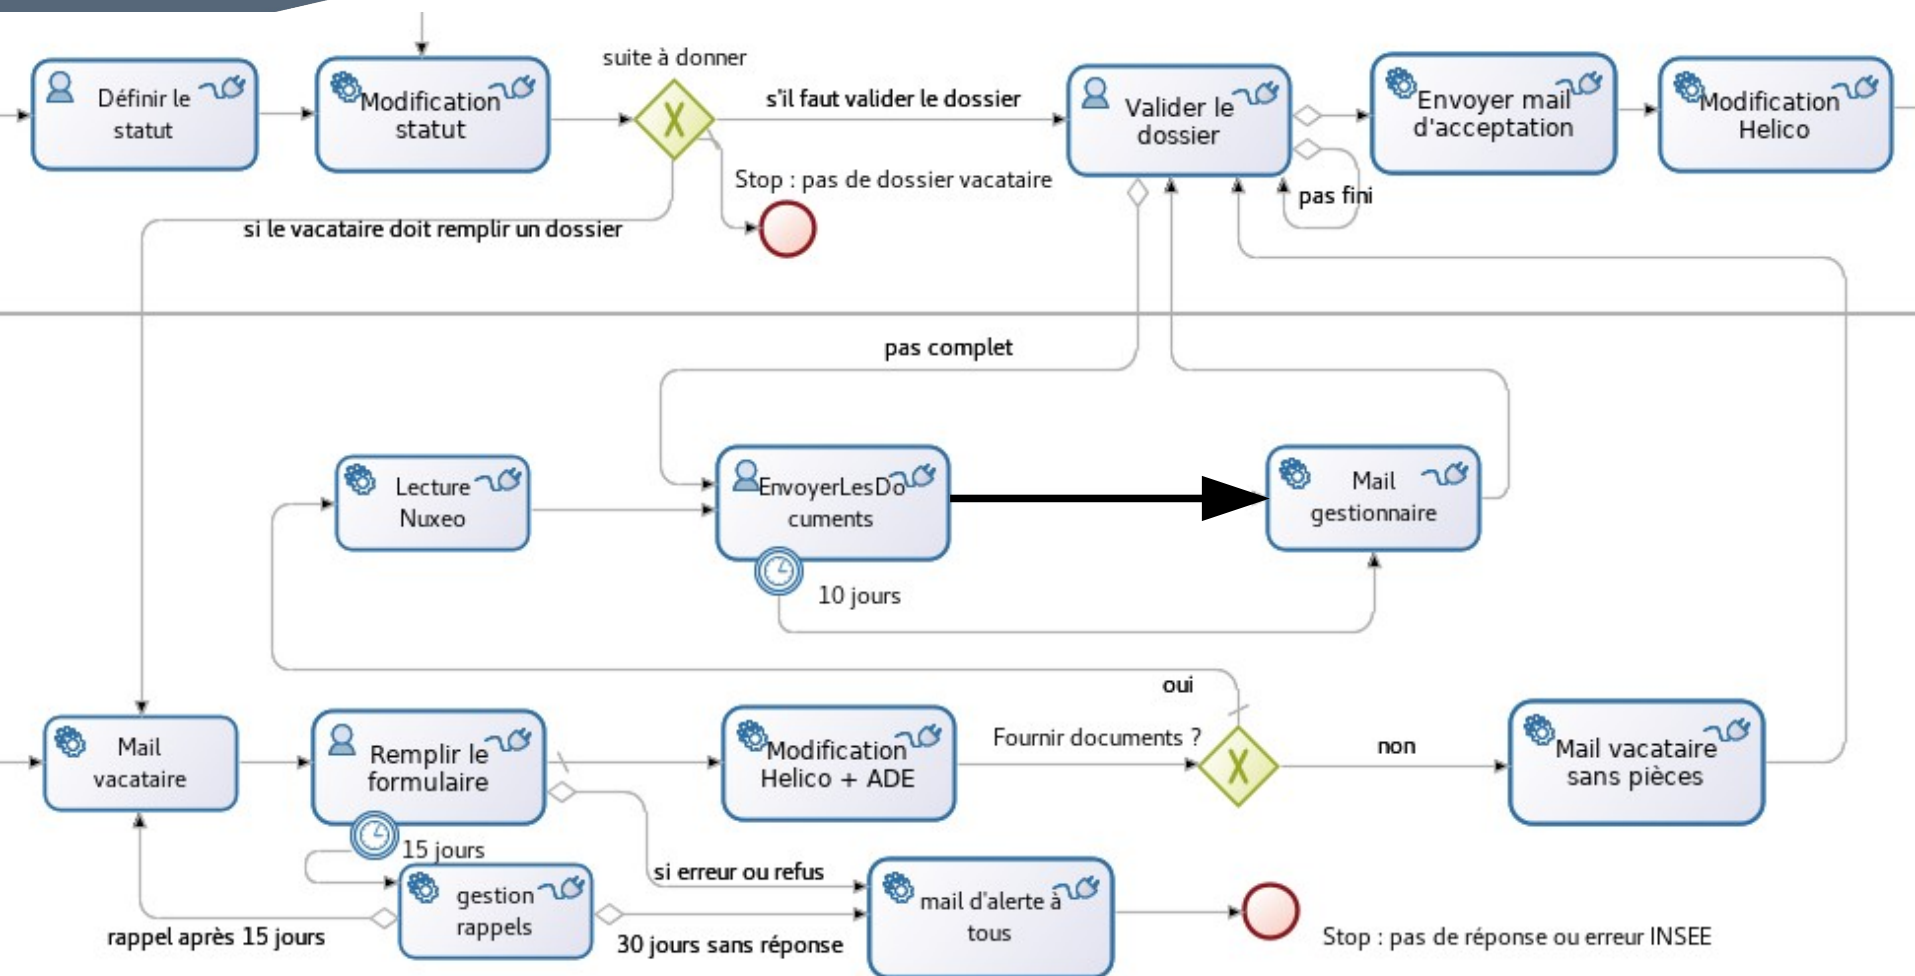 Définir le
statut
Modification
statut
suite à donner
X
s'il faut valider le dossier
Valider le
dossier
Envoyer mail
d'acceptation
Modification
Helico
Stop : pas de dossier vacataire
pas fini
si le vacataire doit remplir un dossier
pas complet
Lecture
Nuxeo
EnvoyerLesDo
cuments
Mail
gestionnaire
10 jours
oui
Mail
vacataire
Remplir le
formulaire
Modification
Helico + ADE
Fournir documents ?
X
non
Mail vacataire
sans pièces
15 jours
gestion
rappels
si erreur ou refus
mail d'alerte à
tous
rappel après 15 jours
30 jours sans réponse
Stop : pas de réponse ou erreur INSEE